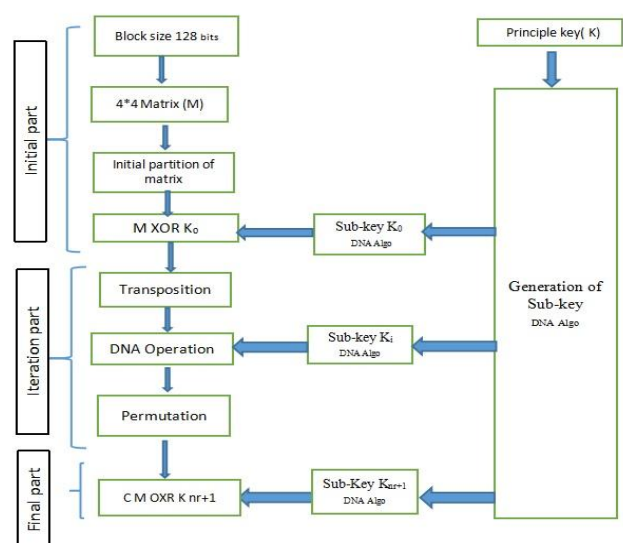 Block size 128 bits
Principle key( K)
4*4 Matrix (M)
Initial part
Initial partition of
matrix
M XOR K₀
Sub-key K₀
DNA Algo
Transposition
Generation of
Sub-key
DNA Algo
Iteration part
DNA Operation
Sub-key Kᵢ
DNA Algo
Permutation
Final part
C M OXR K nr+1
Sub-Key Knr+1
DNA Algo